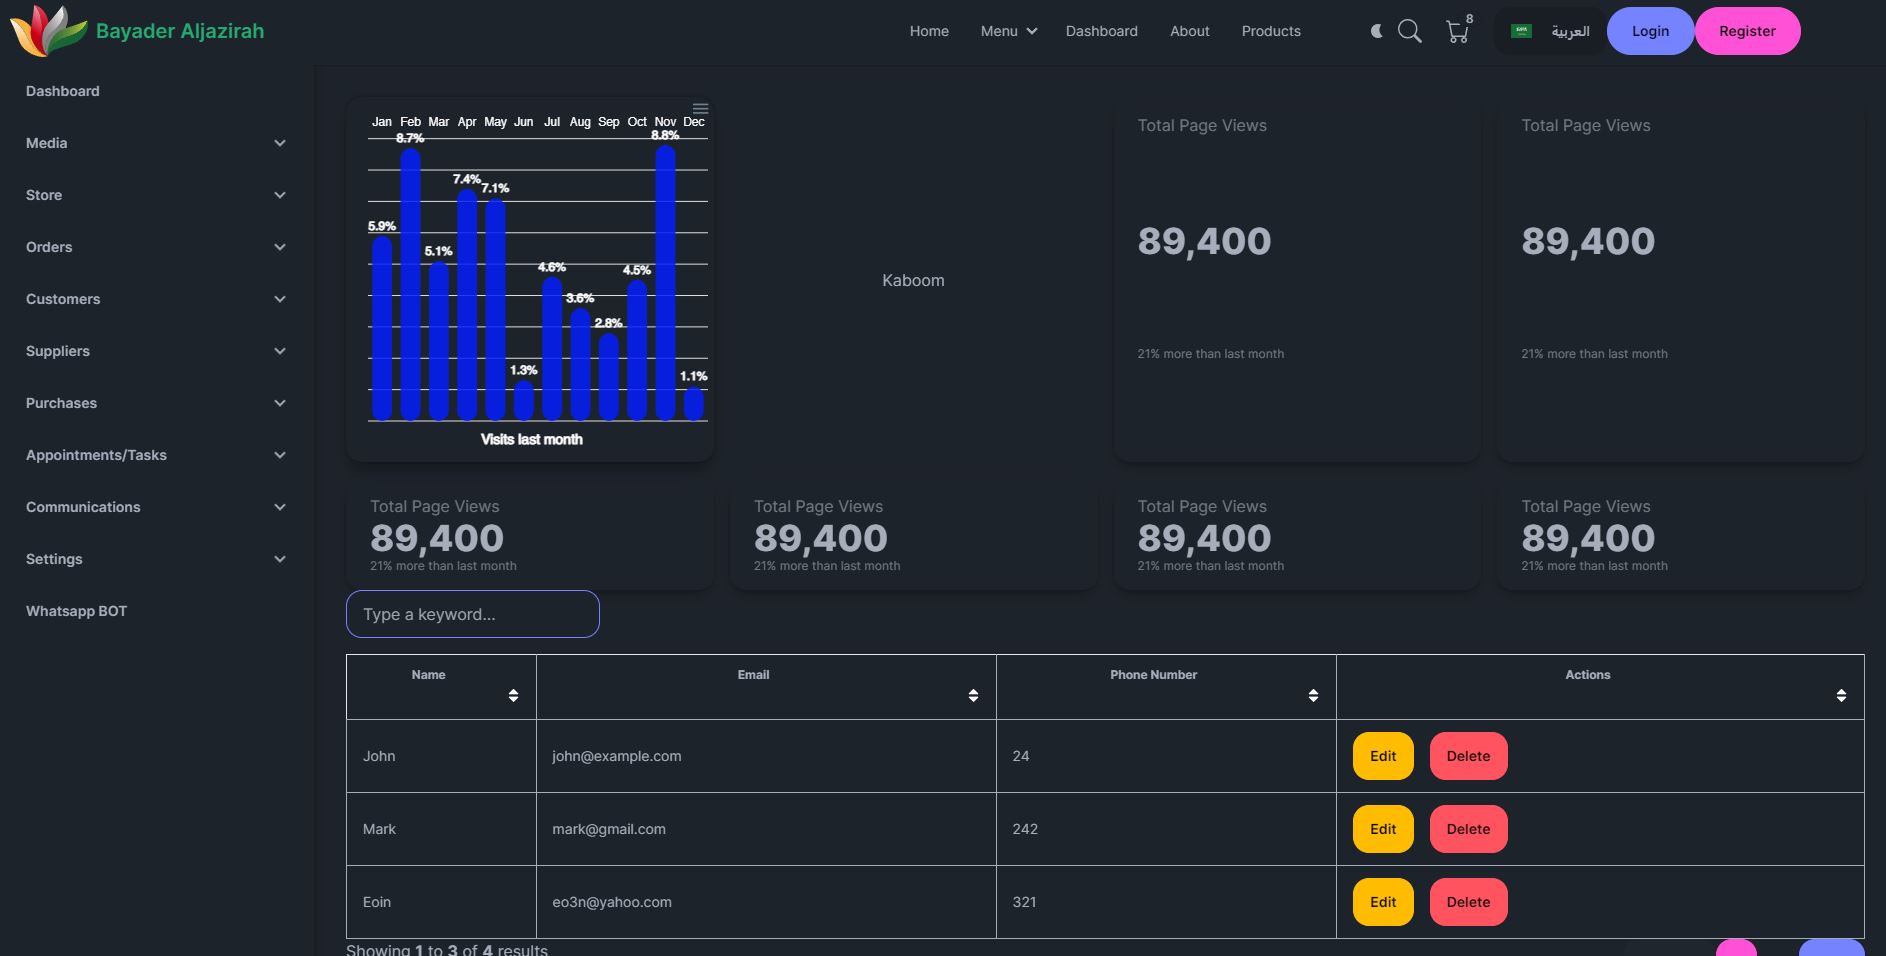 Bayader Aljazirah
Home Menu Dashboard About Products
8
العربية
Login
Register
Dashboard
Media
Store
Orders
Customers
Suppliers
Purchases
Appointments/Tasks
Communications
Settings
Whatsapp BOT
Jan Feb Mar Apr May Jun Jul Aug Sep Oct Nov Dec
5.9% 8.7% 5.1% 7.4% 7.1% 1.3% 4.6% 3.6% 2.8% 4.5% 8.8% 1.1%
Visits last month
Kaboom
Total Page Views
89,400
21% more than last month
Total Page Views
89,400
21% more than last month
Total Page Views
89,400
21% more than last month
Total Page Views
89,400
21% more than last month
Total Page Views
89,400
21% more than last month
Total Page Views
89,400
21% more than last month
Type a keyword...
Name Email Phone Number Actions
John john@example.com 24 Edit Delete
Mark mark@gmail.com 242 Edit Delete
Eoin eo3n@yahoo.com 321 Edit Delete
Showing 1 to 3 of 4 results